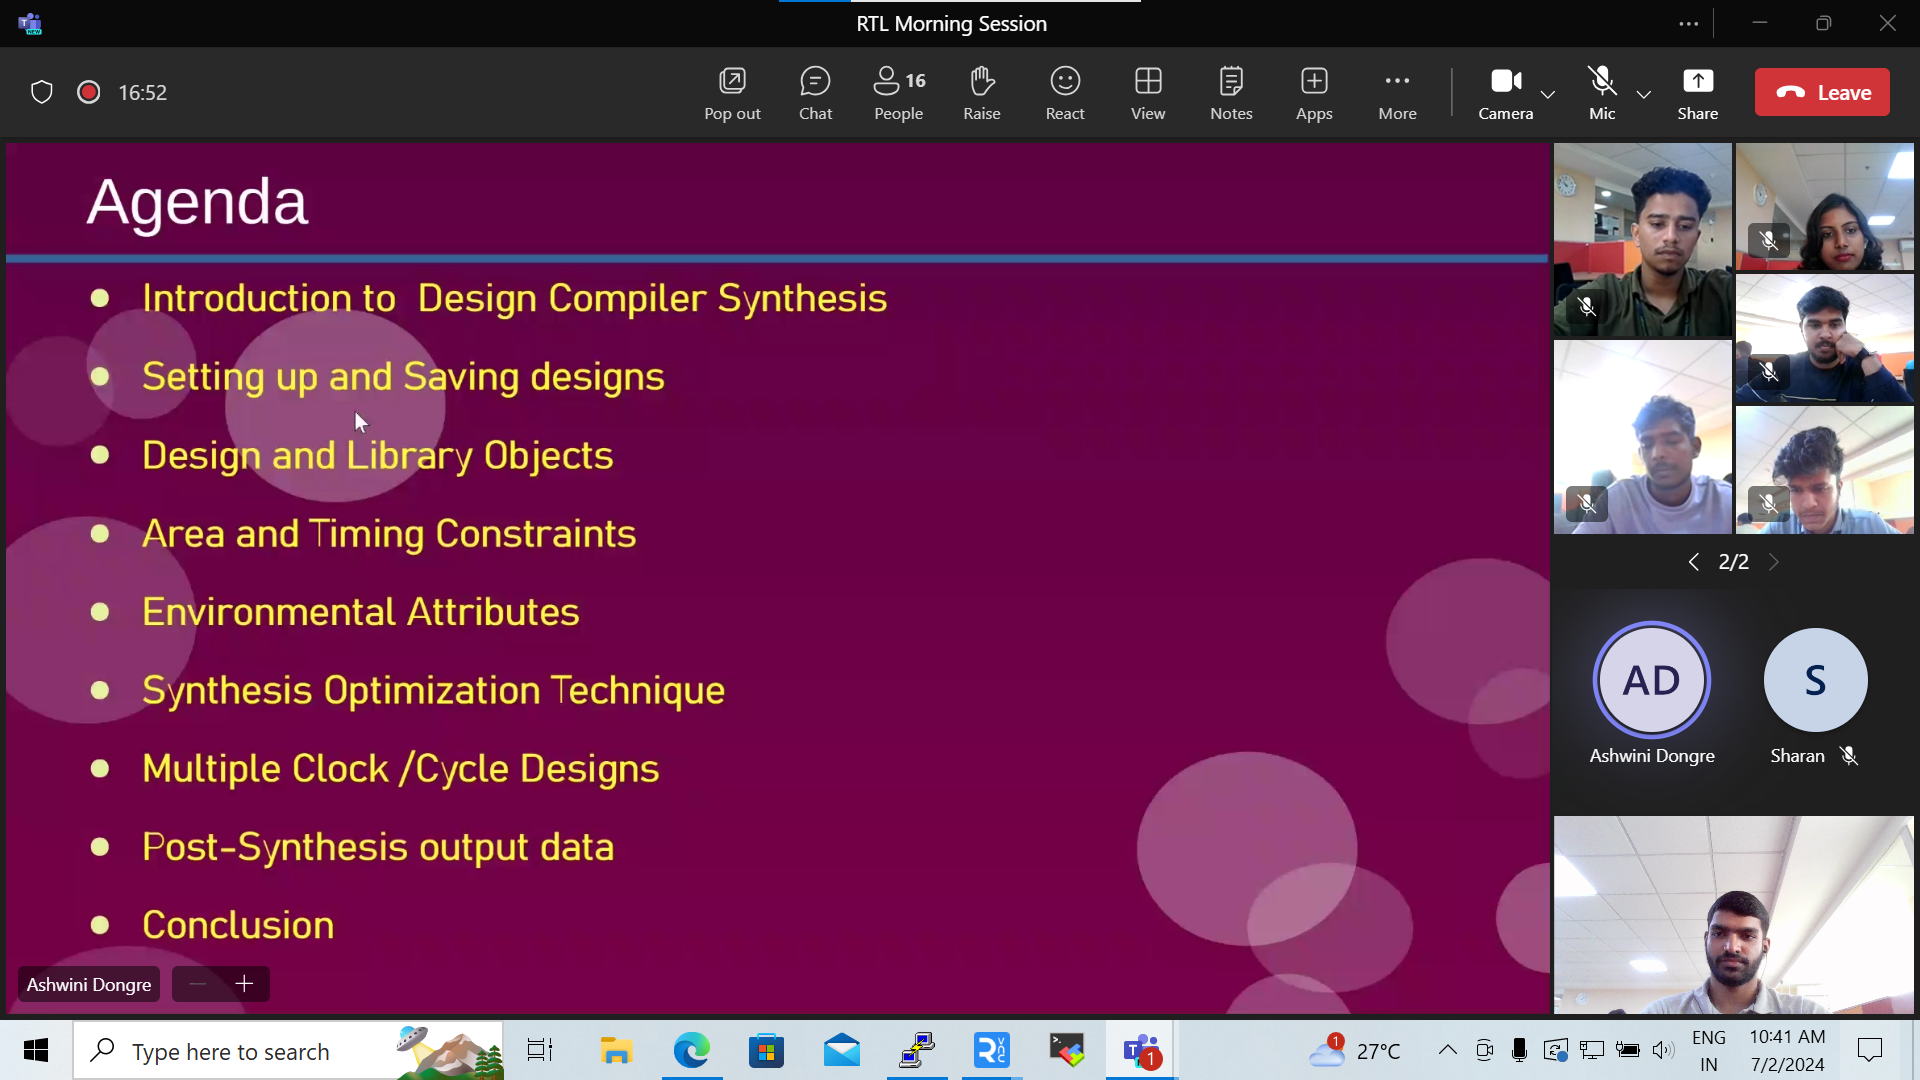 RTL Morning Session
16:52
Pop out
Chat
16
People
Raise
React
View
Notes
Apps
More
Camera
Mic
Share
Leave
Agenda
Introduction to Design Compiler Synthesis
Setting up and Saving designs
Design and Library Objects
Area and Timing Constraints
Environmental Attributes
Synthesis Optimization Technique
Multiple Clock /Cycle Designs
Post-Synthesis output data
Conclusion
Ashwini Dongre
2/2
AD
Ashwini Dongre
S
Sharan
Type here to search
1
1
27°C
ENG
IN
10:41 AM
7/2/2024